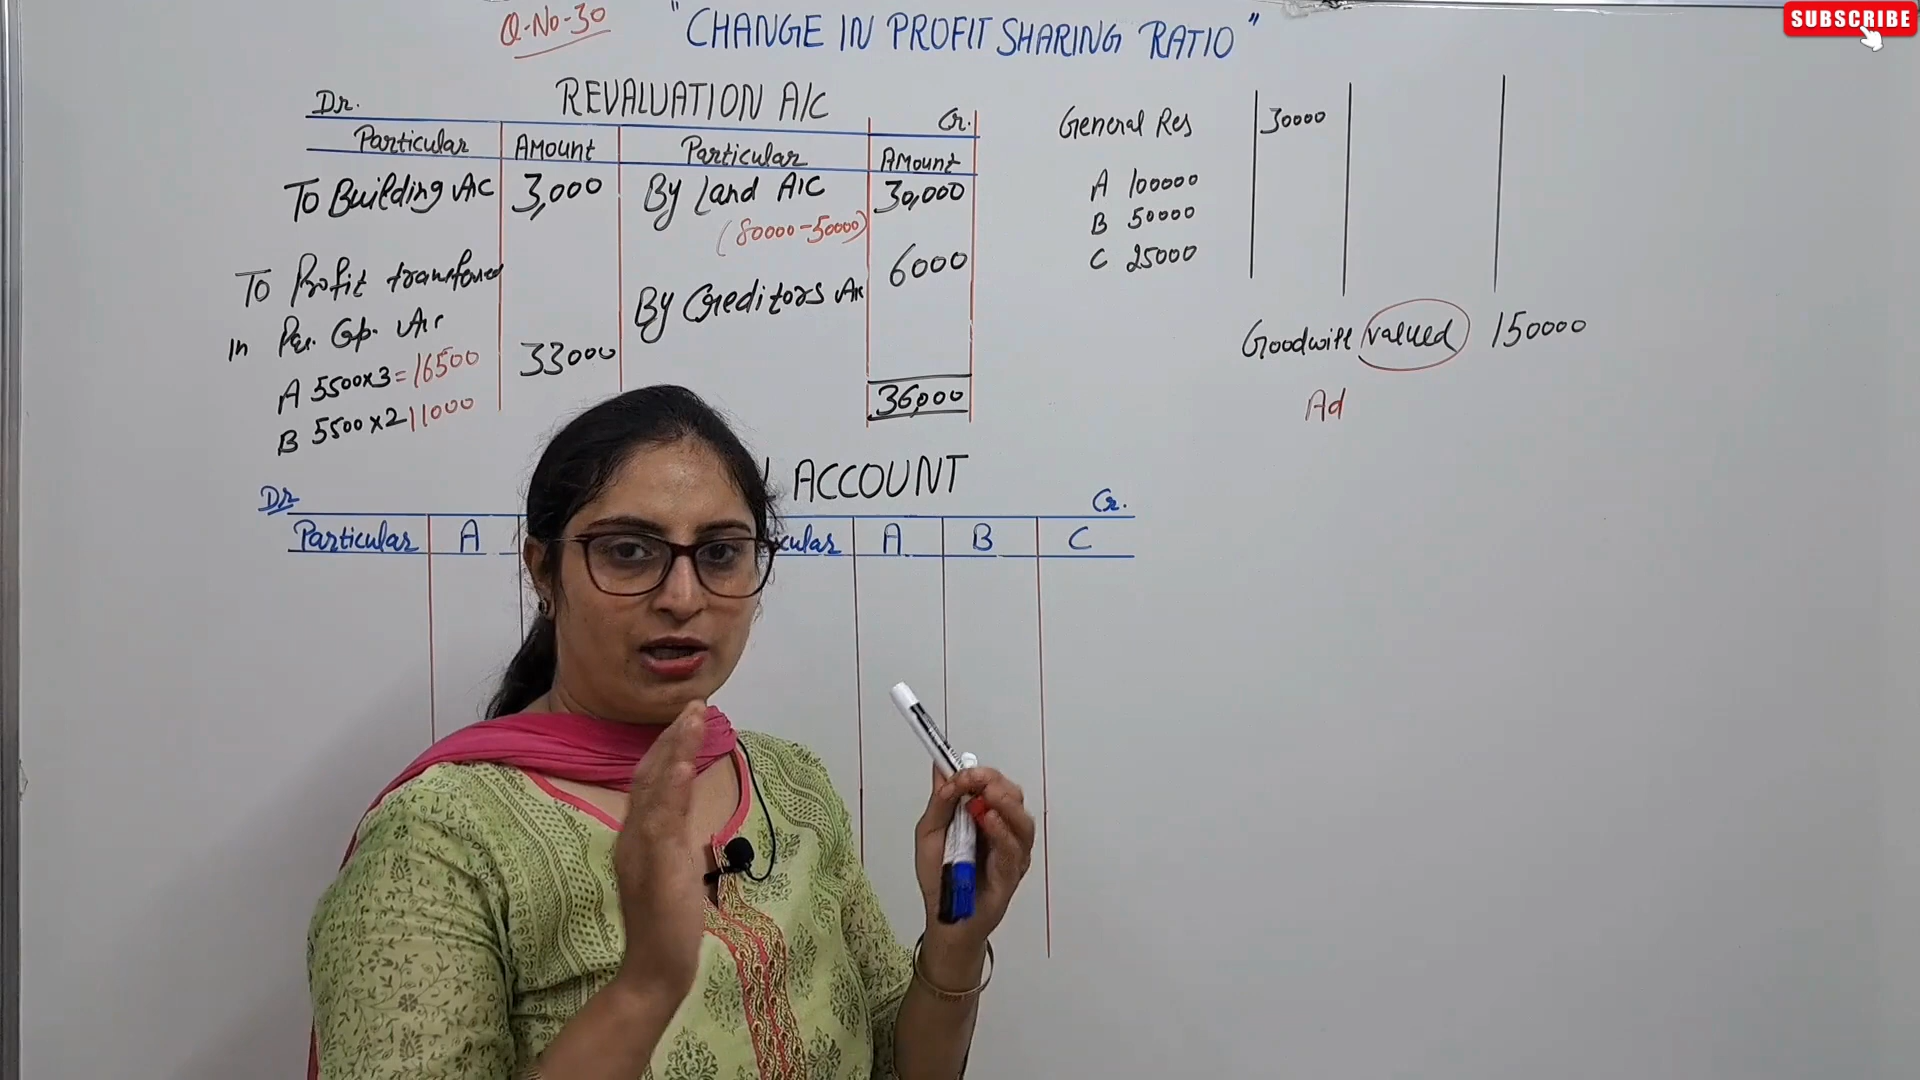 SUBSCRIBE
Q.No-30 "CHANGE IN PROFIT SHARING RATIO"
Dr. REVALUATION A/C Cr.
Particular AMOUNT Particular AMOUNT
To Building A/C 3,000 By Land A/C 30,000
(80000-50000)
To Profit transferred 6000
By Creditors A/c
In Par. Cap. A/c
A 5500x3=16500 33000
B 5500x2 11000 36,000
General Res 30000
A 100000
B 50000
C 25000
Goodwill valued 150000
Ad
ACCOUNT
Dr Cr.
Particular A A B C